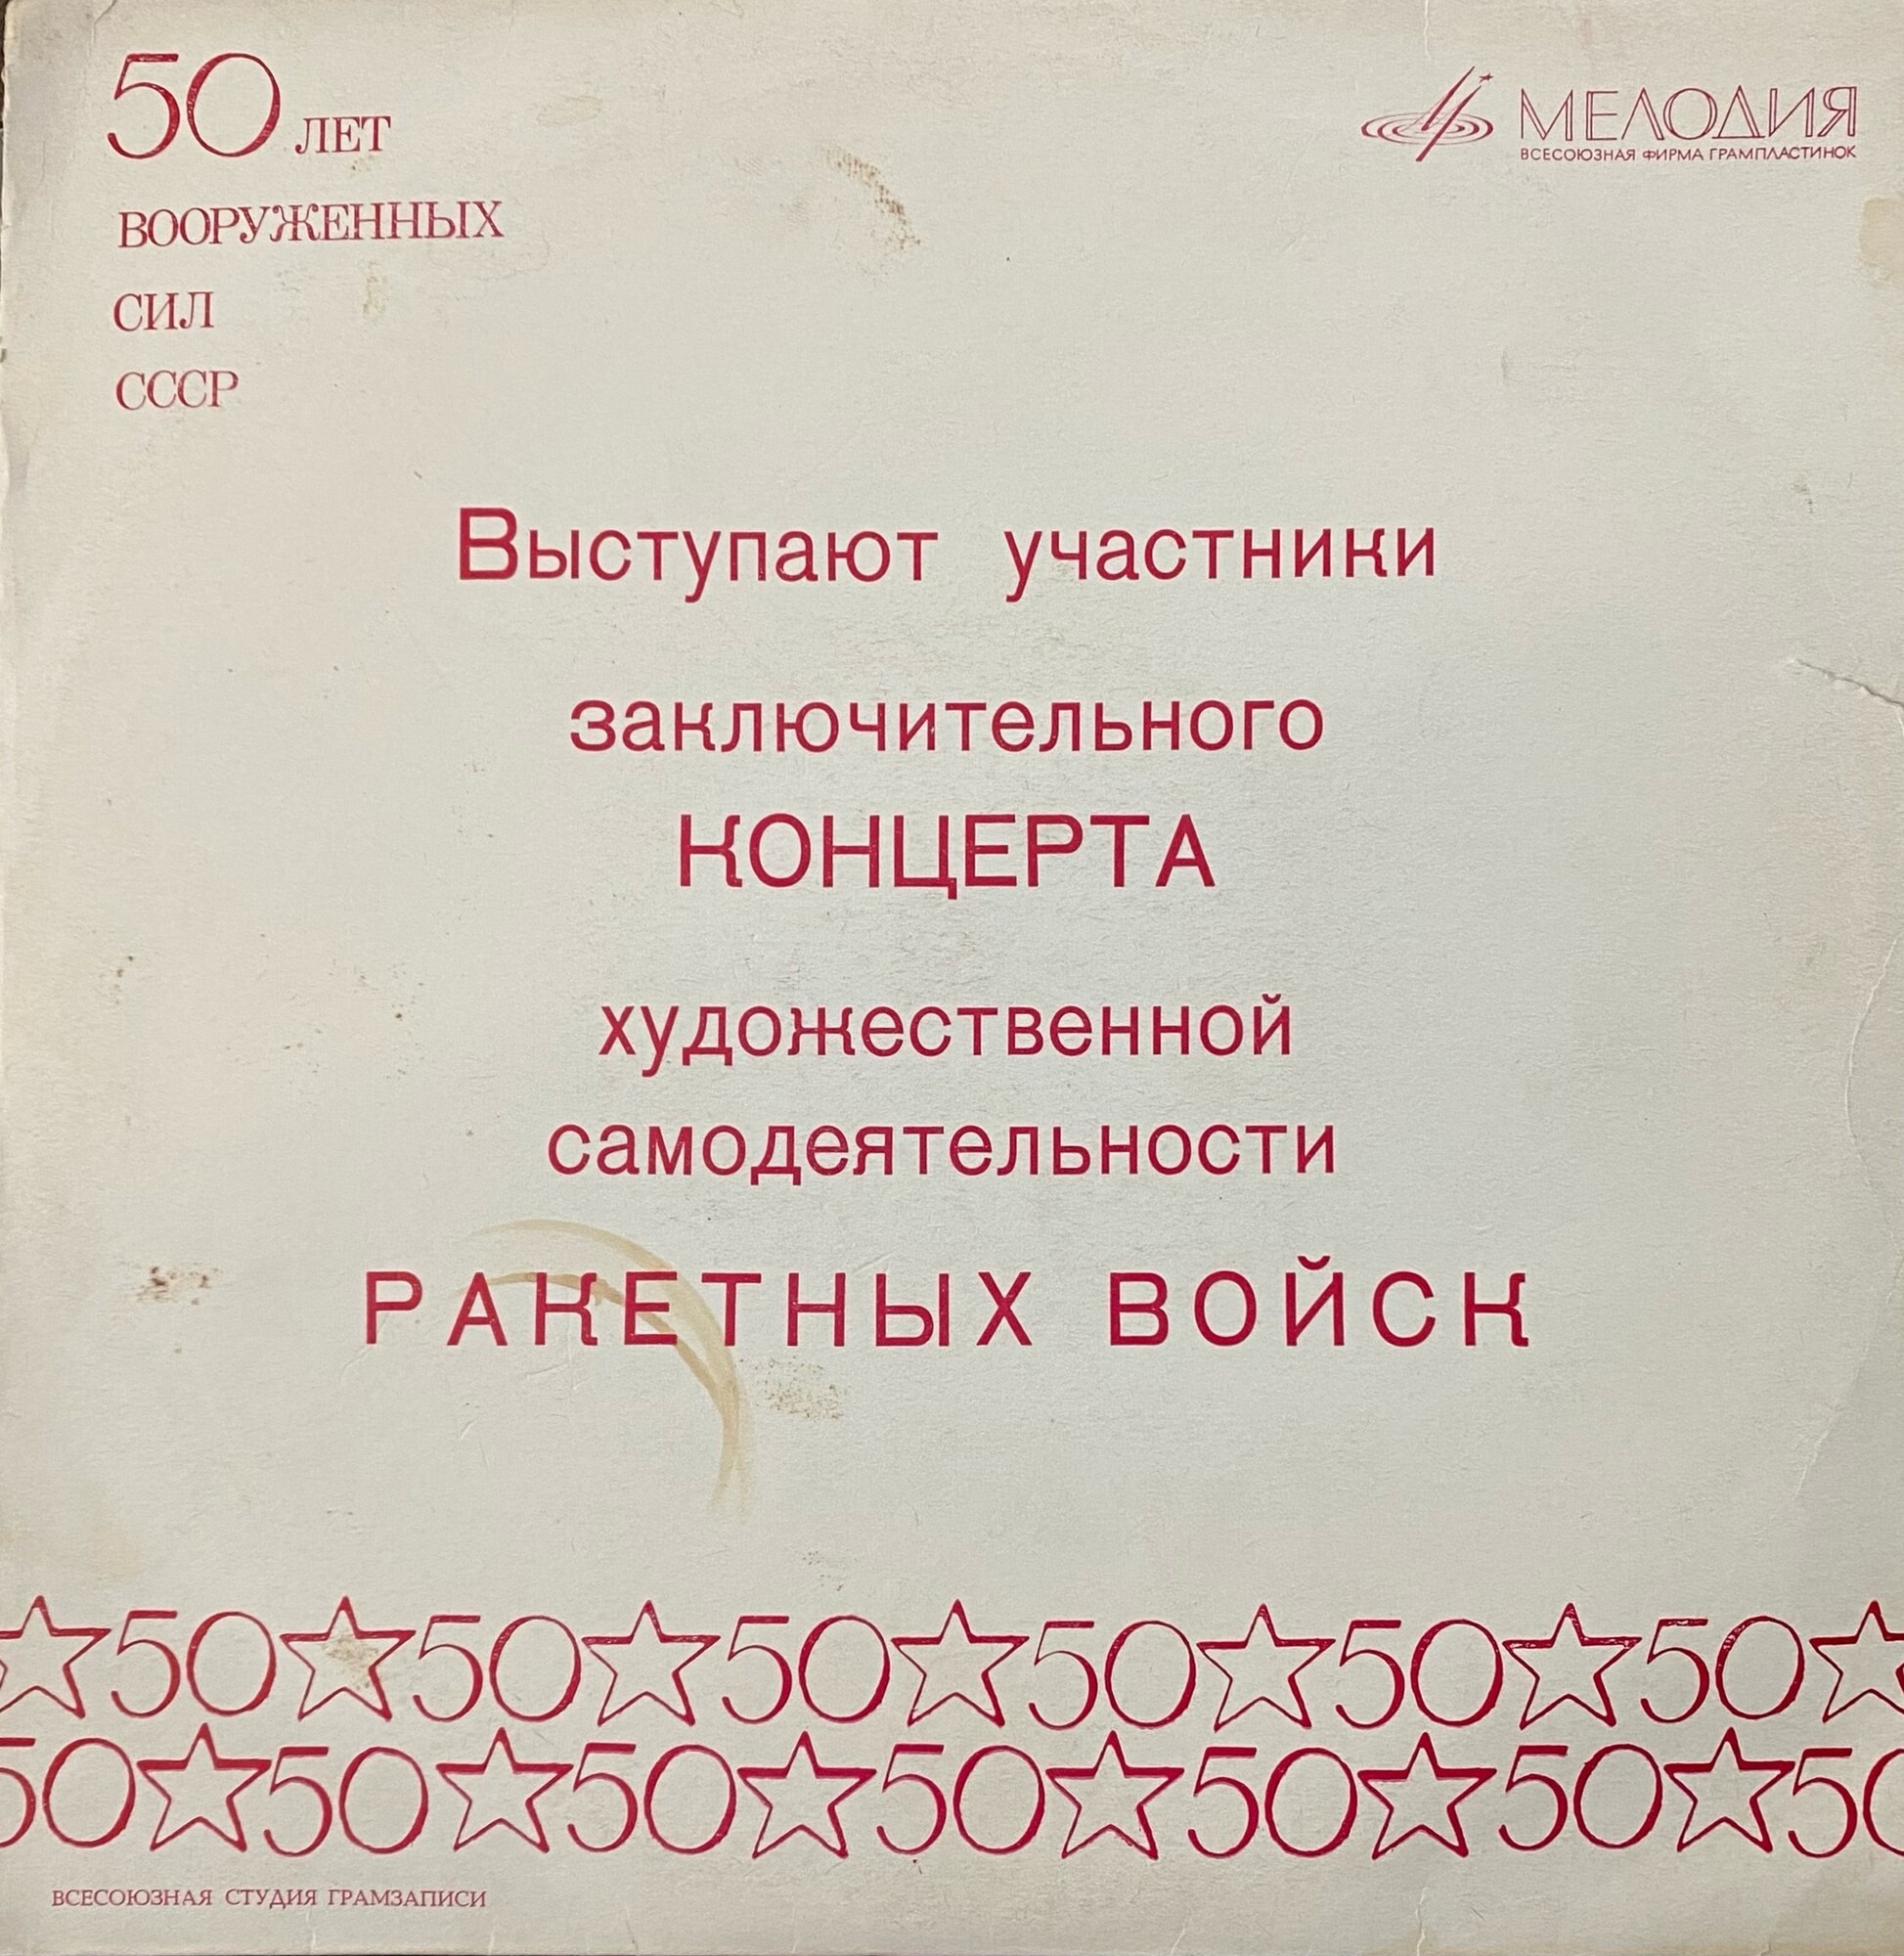 50 ЛЕТ
ВООРУЖЕННЫХ
СИЛ
СССР
МЕЛОДИЯ
ВСЕСОЮЗНАЯ ФИРМА ГРАМПЛАСТИНОК
Выступают участники
заключительного
КОНЦЕРТА
художественной
самодеятельности
РАКЕТНЫХ ВОЙСК
50 50 50 50 50 50
50 50 50 50 50 50 50
ВСЕСОЮЗНАЯ СТУДИЯ ГРАМЗАПИСИ